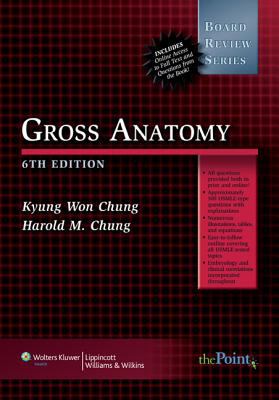 BOARD
REVIEW
SERIES
INCLUDES
Online Access
to Full Text and
Questions from
the Book!
GROSS ANATOMY
6TH EDITION
Kyung Won Chung
Harold M. Chung
• All questions
provided both in
print and online!
• Approximately
500 USMLE-type
questions with
explanations
• Numerous
illustrations, tables,
and equations
• Easy-to-follow
outline covering
all USMLE-tested
topics
• Embryology and
clinical correlations
incorporated
throughout
Wolters Kluwer
Health
Lippincott
Williams & Wilkins
thePoint